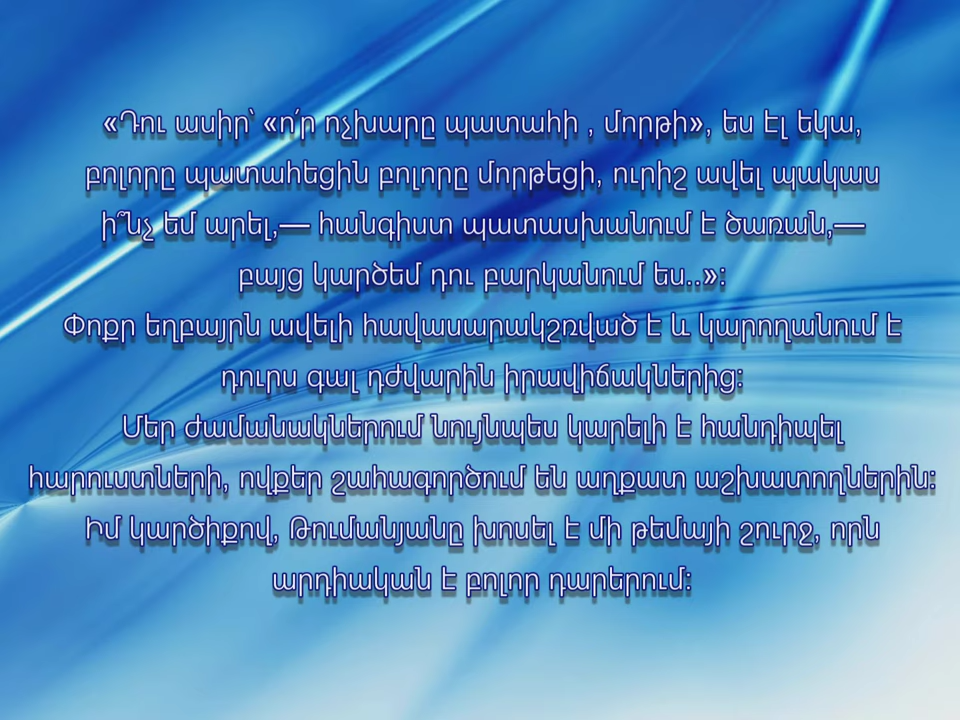 «Դու ասիր՝ «ո՛ր ոչխարը պատահի , մորթի», ես էլ եկա,
բոլորը պատահեցին բոլորը մորթեցի, ուրիշ ավել պակաս
ի՞նչ եմ արել,— հանգիստ պատասխանում է ծառան,—
բայց կարծեմ դու բարկանում ես..»:
Փոքր եղբայրն ավելի հավասարակշռված է և կարողանում է
դուրս գալ դժվարին իրավիճակներից:
Մեր ժամանակներում նույնպես կարելի է հանդիպել
հարուստների, ովքեր շահագործում են աղքատ աշխատողներին:
Իմ կարծիքով, Թումանյանը խոսել է մի թեմայի շուրջ, որն
արդիական է բոլոր դարերում: